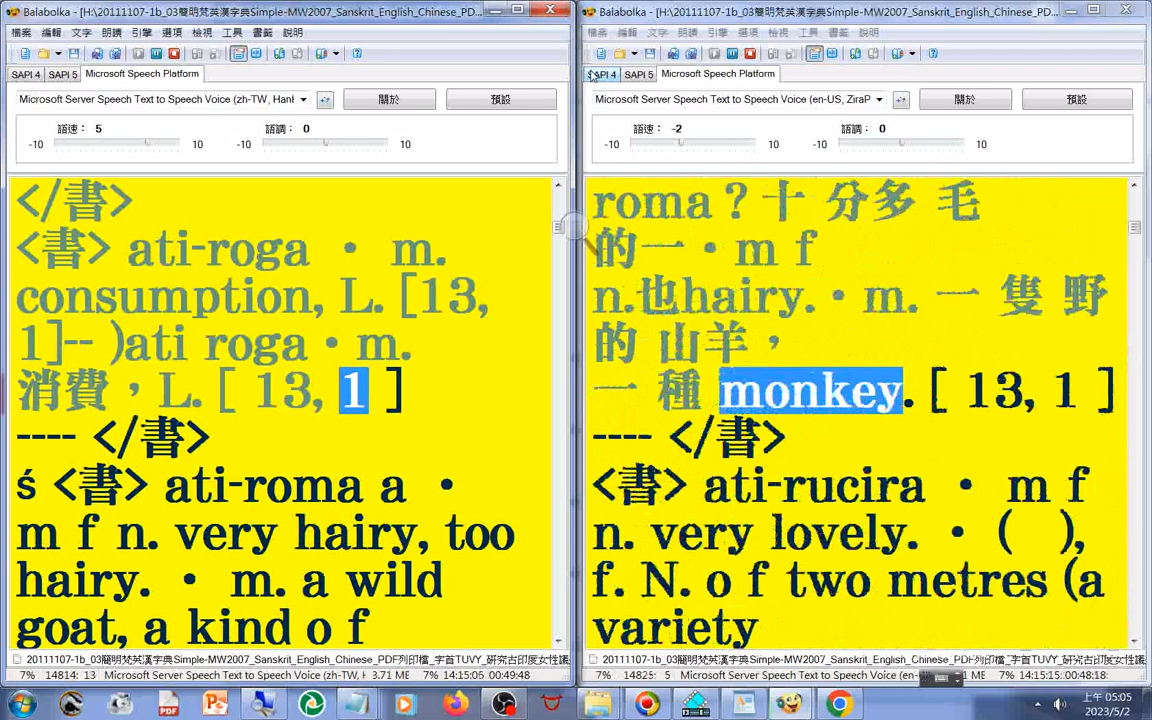 Balabolka - [H:\20111107-1b_03簡明梵英漢字典Simple-MW2007_Sanskrit_English_Chinese_PD...
檔案 編輯 文字 朗讀 引擎 選項 檢視 工具 書籤 說明
SAPI 4 SAPI 5 Microsoft Speech Platform
Microsoft Server Speech Text to Speech Voice (zh-TW, Hanl 關於 預設
語速： 5 語調： 0
-10 10 -10 10
</書>
<書> ati-roga • m.
consumption, L. [13,
1]-- )ati roga • m.
消費，L. [ 13, 1 ]
---- </書>
ś <書> ati-roma a •
m f n. very hairy, too
hairy. • m. a wild
goat, a kind o f
20111107-1b_03簡明梵英漢字典Simple-MW2007_Sanskrit_English_Chinese_PDF列印檔_字首TUVY_研究古印度女性議
7% 14814: 13 Microsoft Server Speech Text to Speech Voice (zh-TW, H 3.71 ME 7% 14:15:05 00:49:48
Balabolka - [H:\20111107-1b_03簡明梵英漢字典Simple-MW2007_Sanskrit_English_Chinese_PD...
檔案 編輯 文字 朗讀 引擎 選項 檢視 工具 書籤 說明
SAPI 4 SAPI 5 Microsoft Speech Platform
Microsoft Server Speech Text to Speech Voice (en-US, ZiraP 關於 預設
語速： -2 語調： 0
-10 10 -10 10
roma？十 分多 毛
的一 • m f
n.也hairy. • m. 一 隻 野
的 山羊，
一 種 monkey. [ 13, 1 ]
---- </書>
<書> ati-rucira • m f
n. very lovely. • ( ),
f. N. o f two metres (a
variety
20111107-1b_03簡明梵英漢字典Simple-MW2007_Sanskrit_English_Chinese_PDF列印檔_字首TUVY_研究古印度女性議
7% 14825: 5 Microsoft Server Speech Text to Speech Voice (en-US, 3.71 ME 7% 14:15:15 00:48:18
上午 05:05
2023/5/2